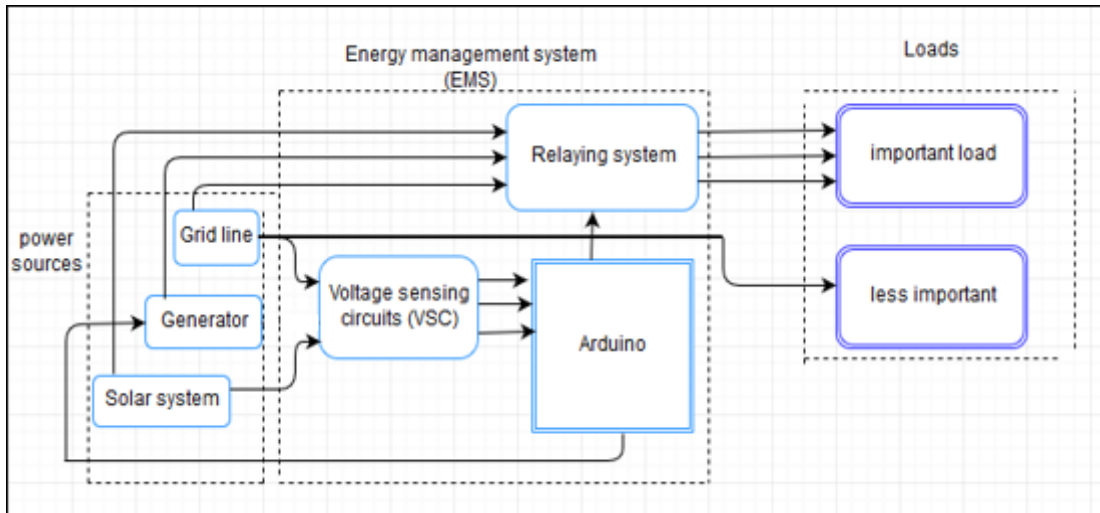 Energy management system
(EMS)
Loads
Relaying system
important load
power
sources
Grid line
Voltage sensing
circuits (VSC)
less important
Generator
Arduino
Solar system